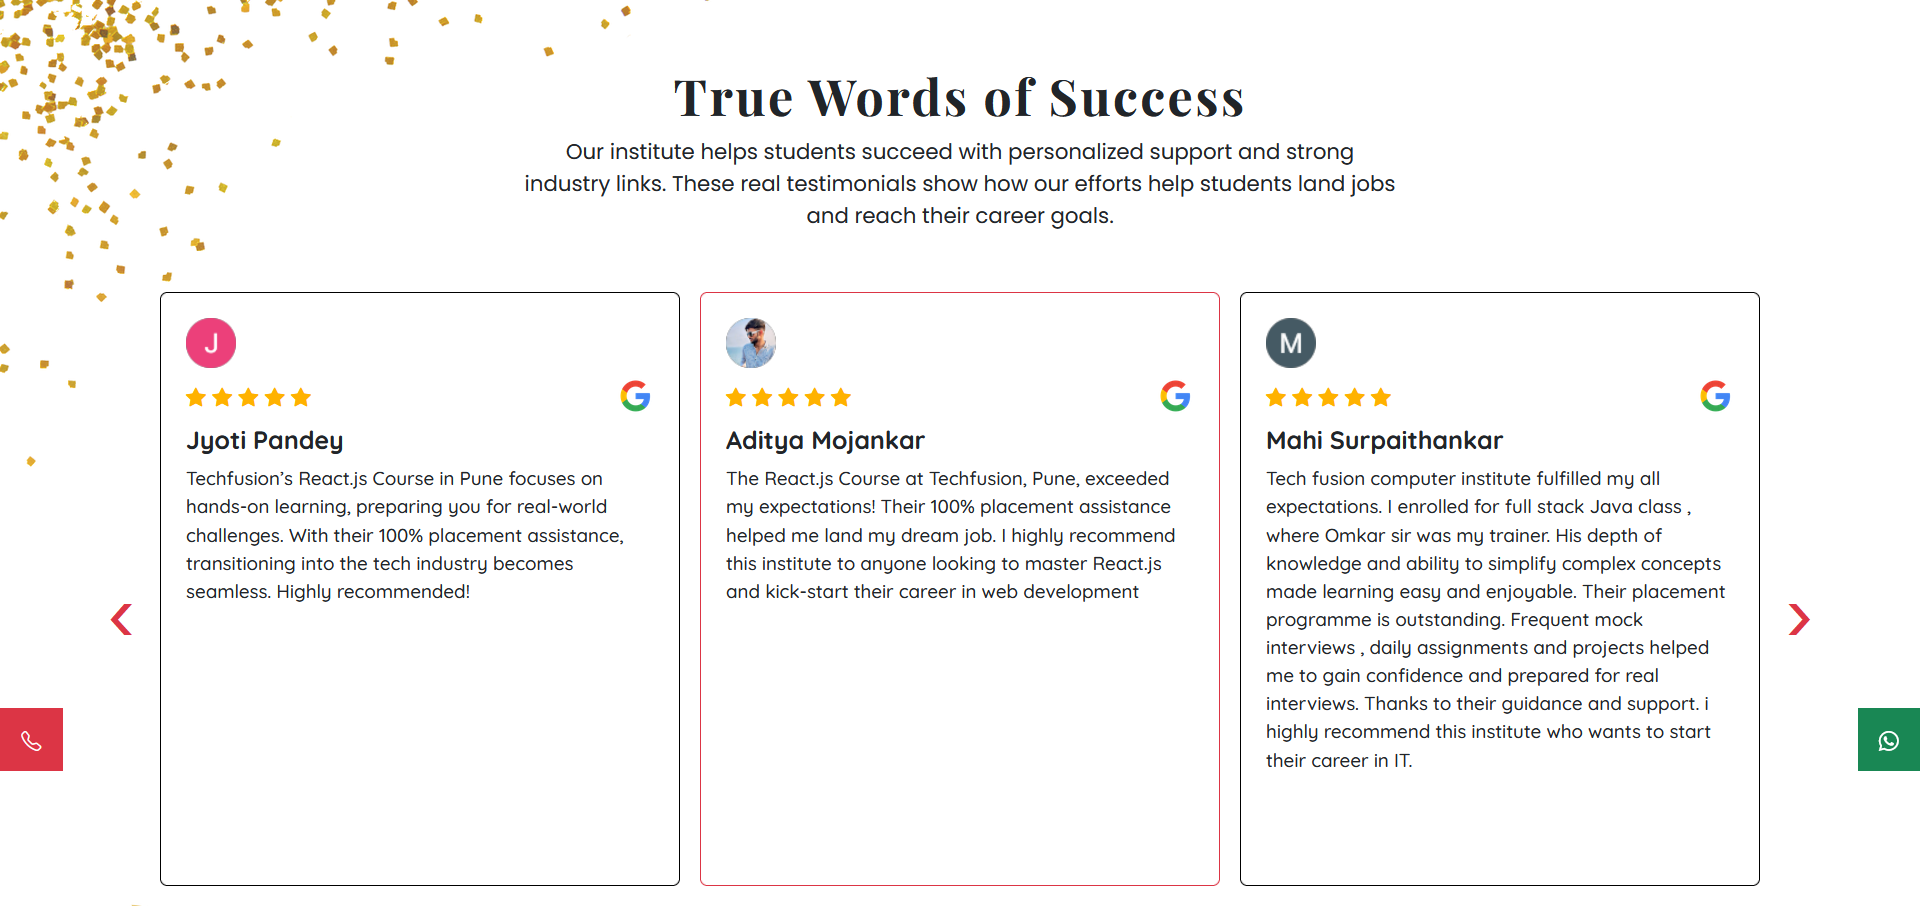 True Words of Success
Our institute helps students succeed with personalized support and strong
industry links. These real testimonials show how our efforts help students land jobs
and reach their career goals.
J
Jyoti Pandey
Techfusion’s React.js Course in Pune focuses on
hands-on learning, preparing you for real-world
challenges. With their 100% placement assistance,
transitioning into the tech industry becomes
seamless. Highly recommended!
Aditya Mojankar
The React.js Course at Techfusion, Pune, exceeded
my expectations! Their 100% placement assistance
helped me land my dream job. I highly recommend
this institute to anyone looking to master React.js
and kick-start their career in web development
M
Mahi Surpaithankar
Tech fusion computer institute fulfilled my all
expectations. I enrolled for full stack Java class ,
where Omkar sir was my trainer. His depth of
knowledge and ability to simplify complex concepts
made learning easy and enjoyable. Their placement
programme is outstanding. Frequent mock
interviews , daily assignments and projects helped
me to gain confidence and prepared for real
interviews. Thanks to their guidance and support. i
highly recommend this institute who wants to start
their career in IT.